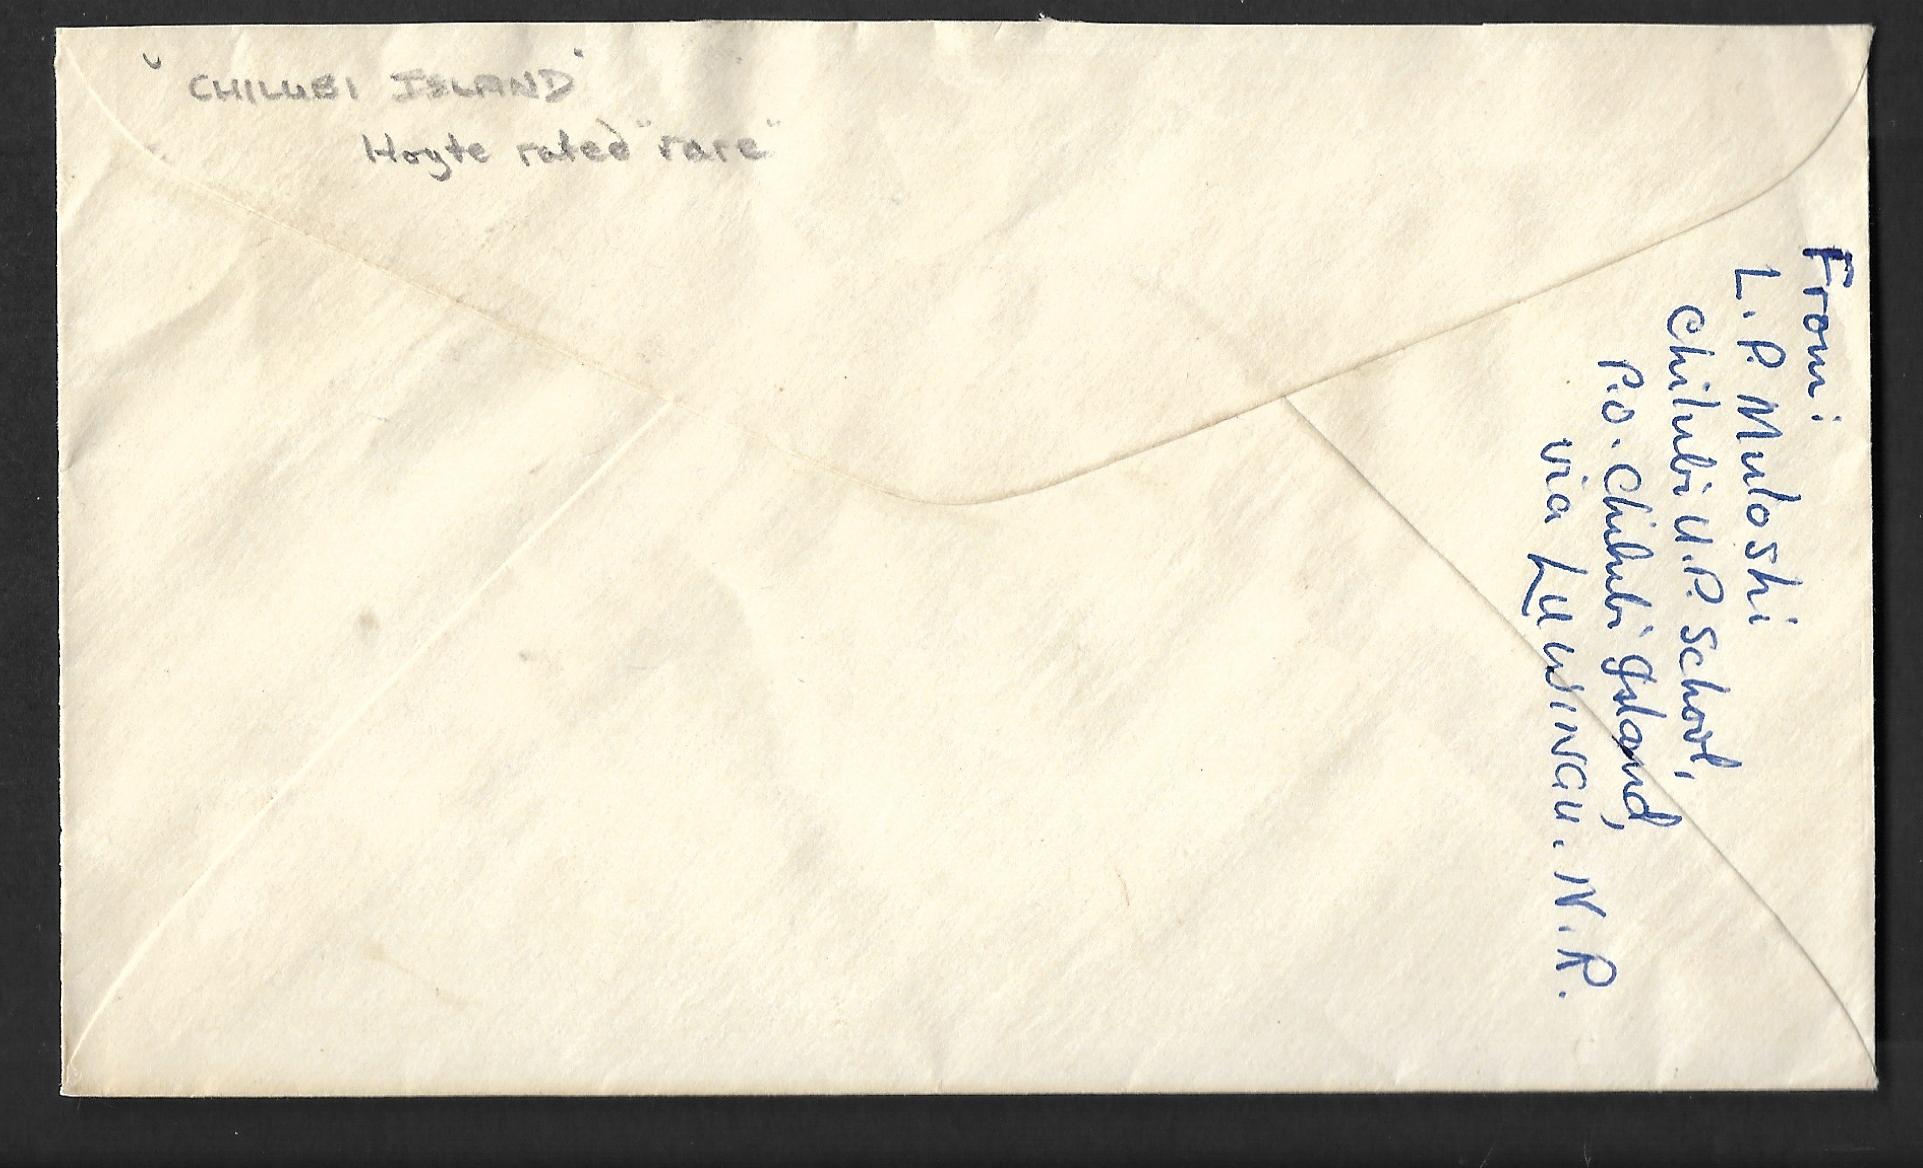 "CHILUBI ISLAND"
Hoyte rated "rare"
From:
L.P. Muloshi
Chilubi U.P. School,
P.O. Chilubi Island,
via Luwingu. N.R.